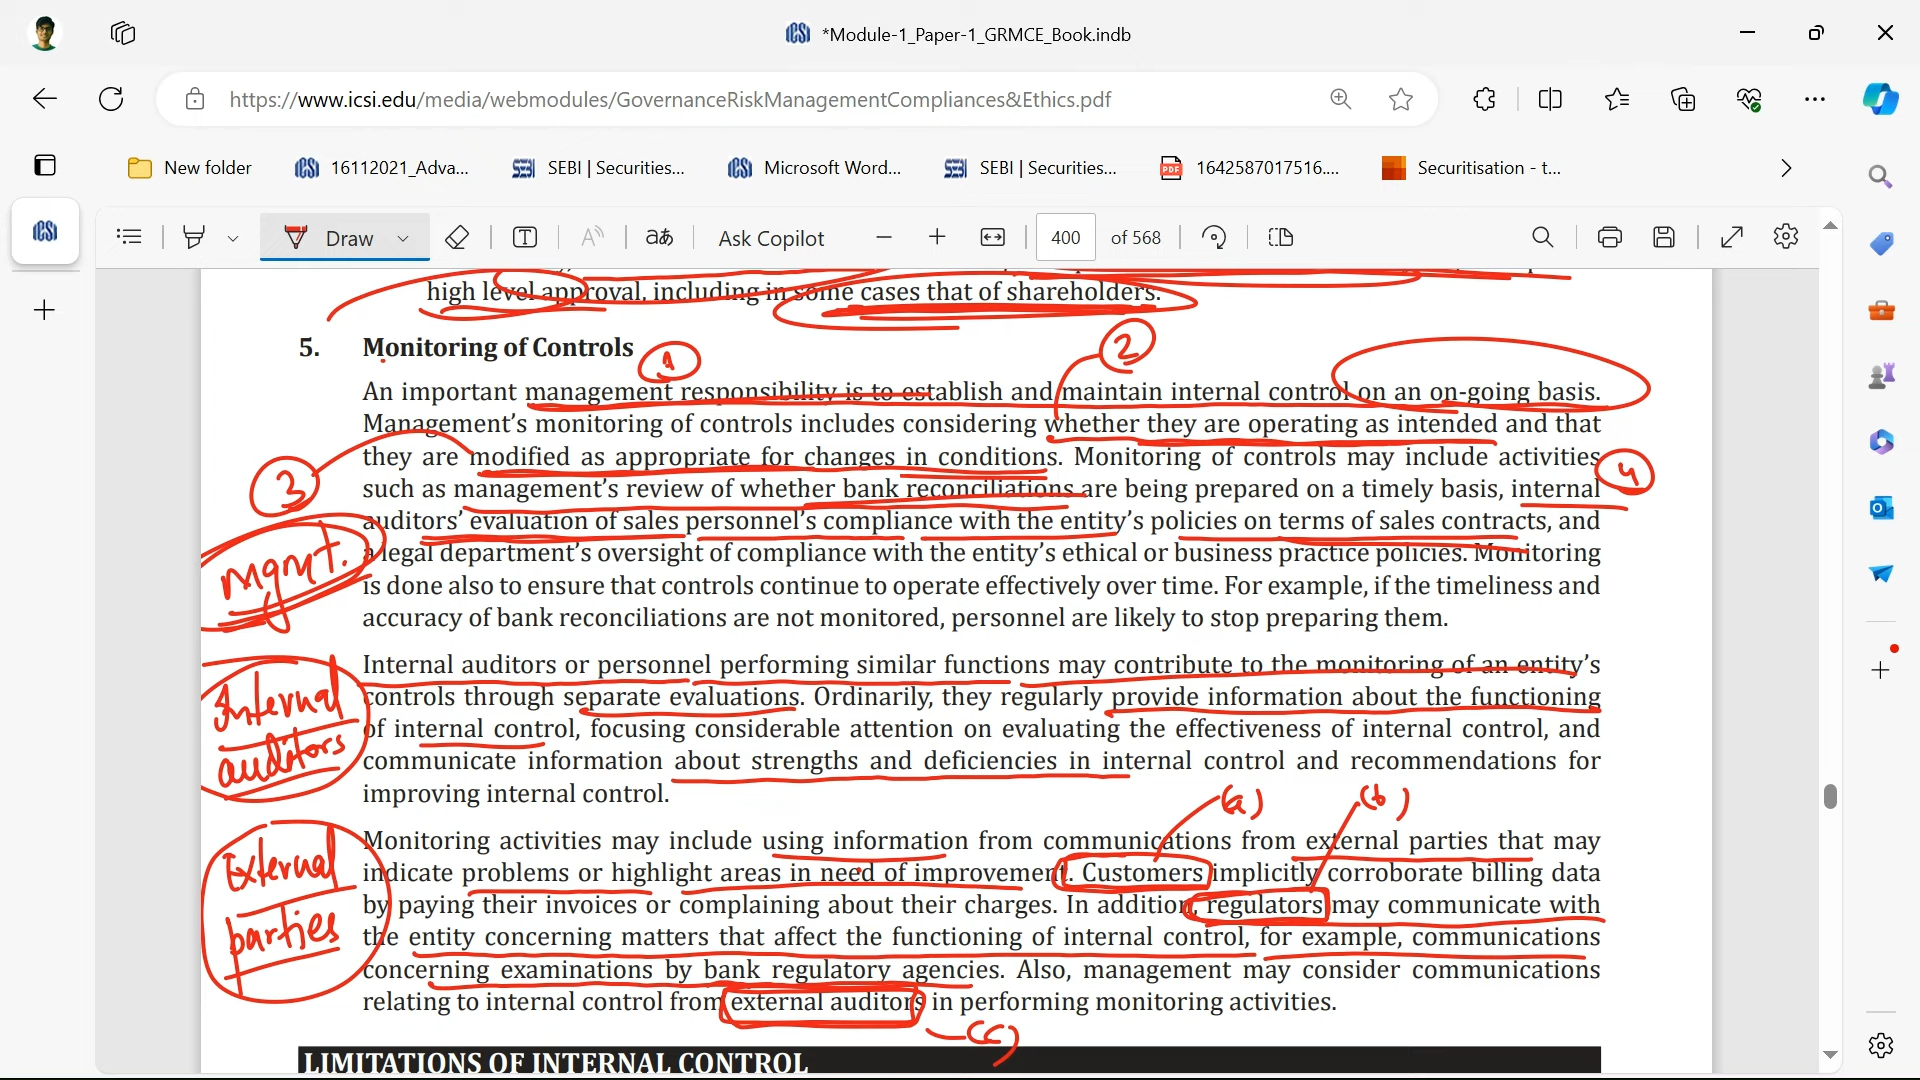 *Module-1_Paper-1_GRMCE_Book.indb
https://www.icsi.edu/media/webmodules/GovernanceRiskManagementCompliances&Ethics.pdf
New folder
16112021_Adva...
SEBI | Securities...
Microsoft Word...
SEBI | Securities...
1642587017516....
Securitisation - t...
Draw
Ask Copilot
400 of 568
high level approval, including in some cases that of shareholders.
5. Monitoring of Controls
1
2
An important management responsibility is to establish and maintain internal control on an on-going basis.
Management's monitoring of controls includes considering whether they are operating as intended and that
they are modified as appropriate for changes in conditions. Monitoring of controls may include activities
4
3
such as management's review of whether bank reconciliations are being prepared on a timely basis, internal
auditors' evaluation of sales personnel's compliance with the entity's policies on terms of sales contracts, and
a legal department's oversight of compliance with the entity's ethical or business practice policies. Monitoring
mgmt.
is done also to ensure that controls continue to operate effectively over time. For example, if the timeliness and
accuracy of bank reconciliations are not monitored, personnel are likely to stop preparing them.
Internal auditors or personnel performing similar functions may contribute to the monitoring of an entity's
controls through separate evaluations. Ordinarily, they regularly provide information about the functioning
Internal
of internal control, focusing considerable attention on evaluating the effectiveness of internal control, and
auditors
communicate information about strengths and deficiencies in internal control and recommendations for
improving internal control.
(a)
(b)
Monitoring activities may include using information from communications from external parties that may
External
indicate problems or highlight areas in need of improvement. Customers implicitly corroborate billing data
by paying their invoices or complaining about their charges. In addition, regulators may communicate with
parties
the entity concerning matters that affect the functioning of internal control, for example, communications
concerning examinations by bank regulatory agencies. Also, management may consider communications
relating to internal control from external auditors in performing monitoring activities.
(c)
LIMITATIONS OF INTERNAL CONTROL